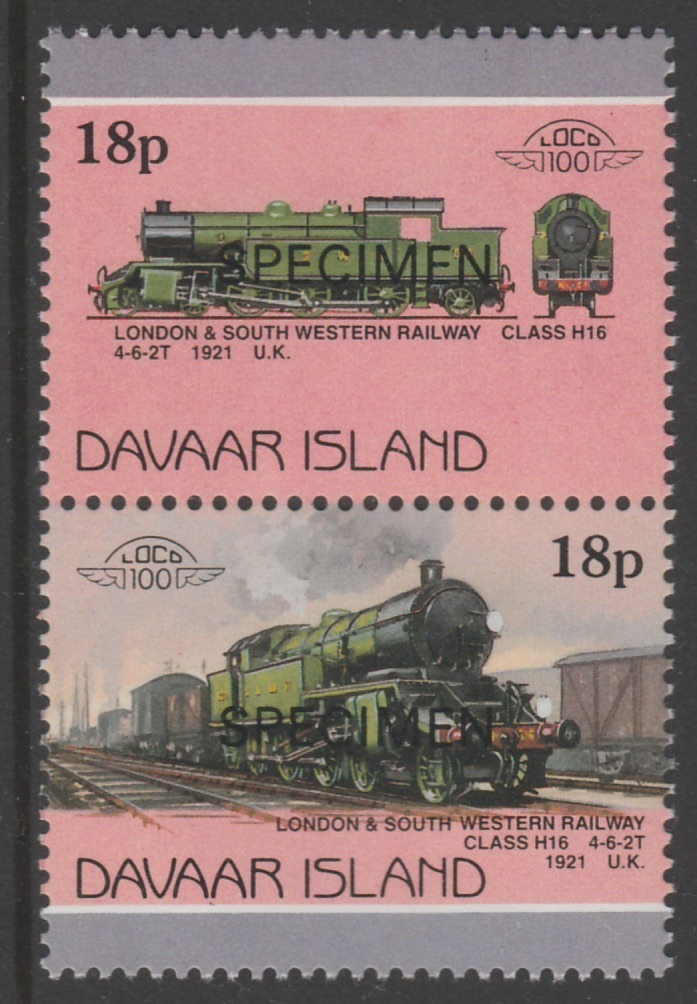 18p
LOCO
100
SPECIMEN
LONDON & SOUTH WESTERN RAILWAY CLASS H16
4-6-2T 1921 U.K.
DAVAAR ISLAND
LOCO
100
18p
SPECIMEN
LONDON & SOUTH WESTERN RAILWAY
CLASS H16 4-6-2T
1921 U.K.
DAVAAR ISLAND